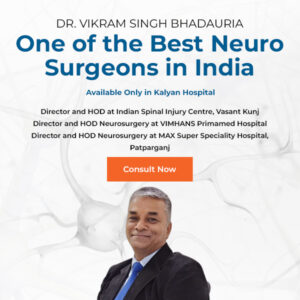 DR. VIKRAM SINGH BHADAURIA
One of the Best Neuro
Surgeons in India
Available Only in Kalyan Hospital
Director and HOD at Indian Spinal Injury Centre, Vasant Kunj
Director and HOD Neurosurgery at VIMHANS Primamed Hospital
Director and HOD Neurosurgery at MAX Super Speciality Hospital,
Patparganj
Consult Now